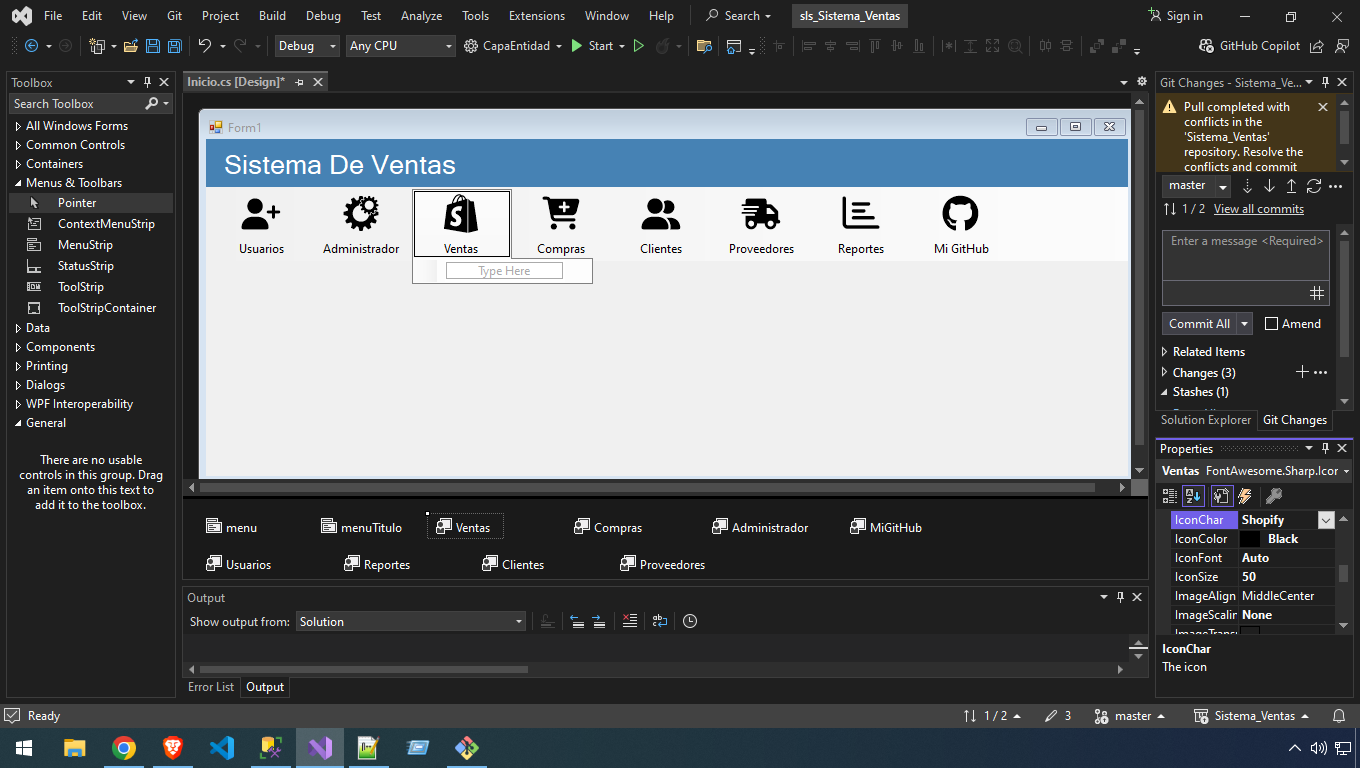 File Edit View Git Project Build Debug Test Analyze Tools Extensions Window Help Search sls_Sistema_Ventas Sign in
Debug Any CPU CapaEntidad Start GitHub Copilot
Toolbox
Search Toolbox
All Windows Forms
Common Controls
Containers
Menus & Toolbars
Pointer
ContextMenuStrip
MenuStrip
StatusStrip
ToolStrip
ToolStripContainer
Data
Components
Printing
Dialogs
WPF Interoperability
General
There are no usable
controls in this group. Drag
an item onto this text to
add it to the toolbox.
Inicio.cs [Design]*
Form1
Sistema De Ventas
Usuarios Administrador Ventas Compras Clientes Proveedores Reportes Mi GitHub
Type Here
menu menuTitulo Ventas Compras Administrador MiGitHub
Usuarios Reportes Clientes Proveedores
Output
Show output from: Solution
Error List Output
Git Changes - Sistema_Ve...
Pull completed with
conflicts in the
'Sistema_Ventas'
repository. Resolve the
conflicts and commit
master
1 / 2 View all commits
Enter a message <Required>
Commit All Amend
Related Items
Changes (3)
Stashes (1)
Solution Explorer Git Changes
Properties
Ventas FontAwesome.Sharp.Icor
IconChar Shopify
IconColor Black
IconFont Auto
IconSize 50
ImageAlign MiddleCenter
ImageScalin None
ImageTrans
IconChar
The icon
Ready 1 / 2 3 master Sistema_Ventas